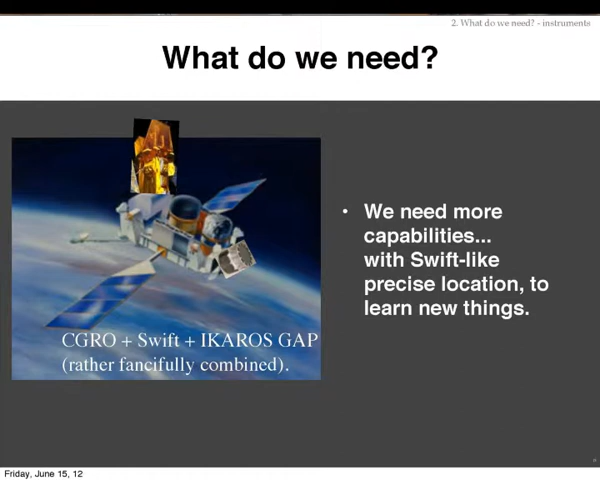 2. What do we need? - instruments
What do we need?
CGRO + Swift + IKAROS GAP
(rather fancifully combined).
• We need more
capabilities...
with Swift-like
precise location, to
learn new things.
Friday, June 15, 12